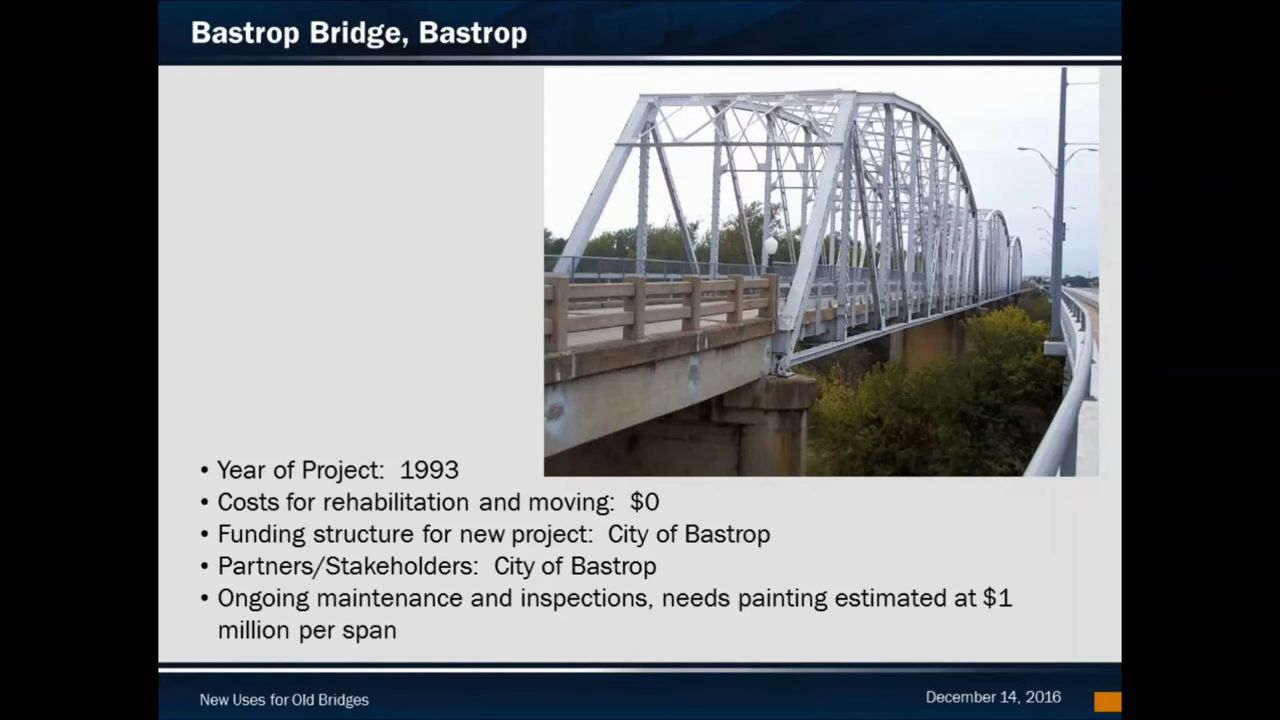 Bastrop Bridge, Bastrop
• Year of Project: 1993
• Costs for rehabilitation and moving: $0
• Funding structure for new project: City of Bastrop
• Partners/Stakeholders: City of Bastrop
• Ongoing maintenance and inspections, needs painting estimated at $1
million per span
New Uses for Old Bridges
December 14, 2016